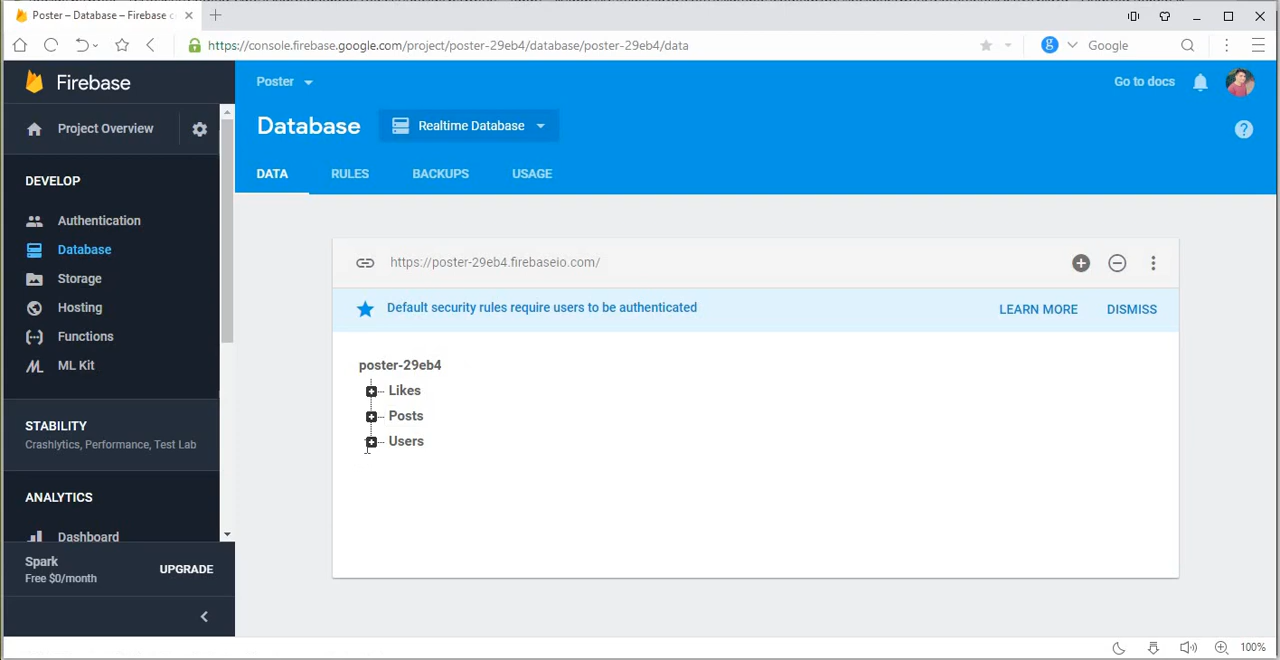 Poster – Database – Firebase c
https://console.firebase.google.com/project/poster-29eb4/database/poster-29eb4/data
g
Google
Firebase
Poster
Go to docs
Project Overview
Database
Realtime Database
?
DATA
RULES
BACKUPS
USAGE
DEVELOP
Authentication
Database
Storage
Hosting
Functions
ML Kit
https://poster-29eb4.firebaseio.com/
Default security rules require users to be authenticated
LEARN MORE
DISMISS
poster-29eb4
Likes
Posts
Users
STABILITY
Crashlytics, Performance, Test Lab
ANALYTICS
Dashboard
Spark
Free $0/month
UPGRADE
100%